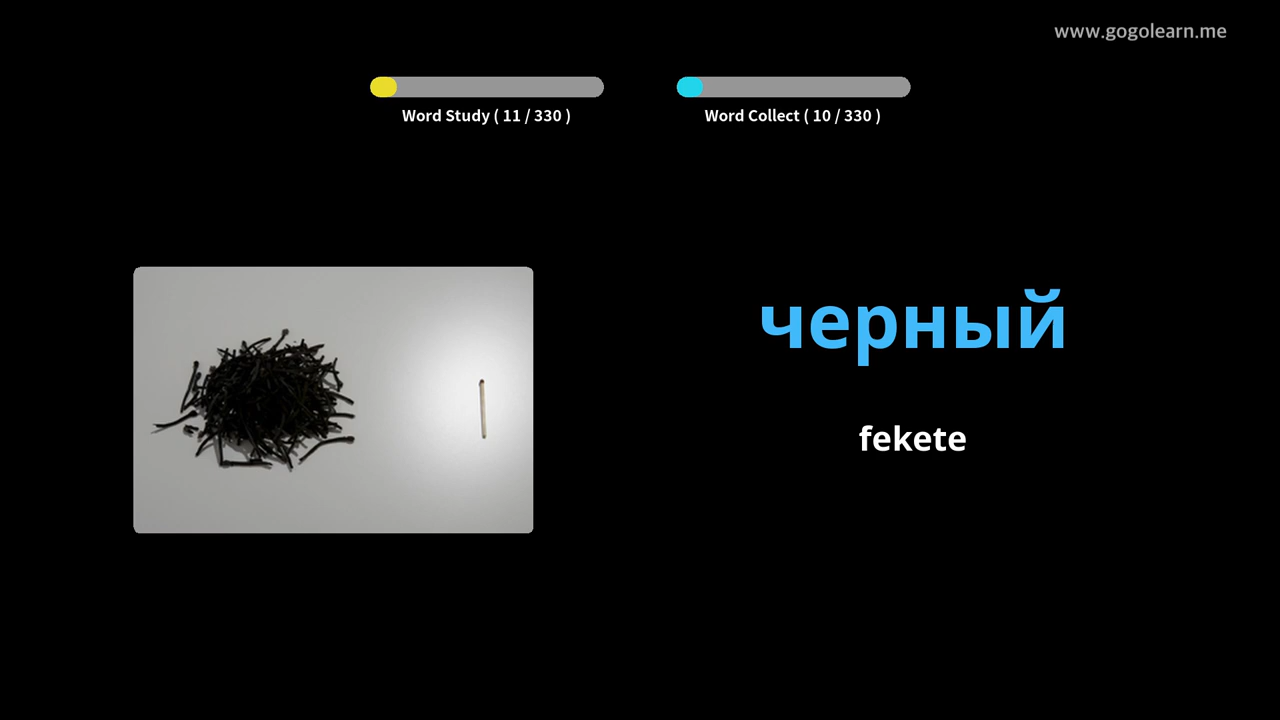 www.gogolearn.me
Word Study ( 11 / 330 )
Word Collect ( 10 / 330 )
черный
fekete